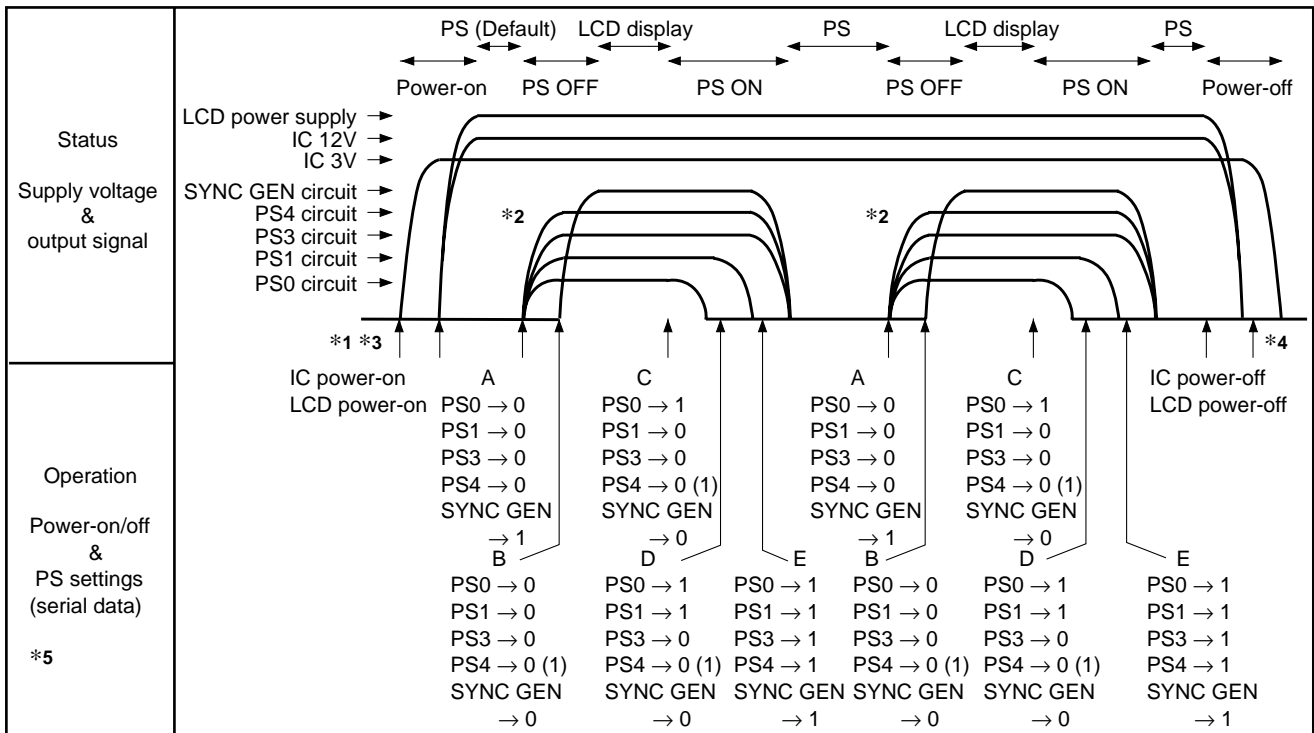 PS (Default) LCD display PS LCD display PS
Power-on PS OFF PS ON PS OFF PS ON Power-off
Status
Supply voltage
&
output signal
LCD power supply →
IC 12V →
IC 3V →
SYNC GEN circuit →
PS4 circuit →
PS3 circuit →
PS1 circuit →
PS0 circuit →
*2 *2
*1 *3 *4
IC power-on
LCD power-on
IC power-off
LCD power-off
Operation
Power-on/off
&
PS settings
(serial data)
*5
A
PS0 → 0
PS1 → 0
PS3 → 0
PS4 → 0
SYNC GEN
→ 1
C
PS0 → 1
PS1 → 0
PS3 → 0
PS4 → 0 (1)
SYNC GEN
→ 0
A
PS0 → 0
PS1 → 0
PS3 → 0
PS4 → 0
SYNC GEN
→ 1
C
PS0 → 1
PS1 → 0
PS3 → 0
PS4 → 0 (1)
SYNC GEN
→ 0
B
PS0 → 0
PS1 → 0
PS3 → 0
PS4 → 0 (1)
SYNC GEN
→ 0
D
PS0 → 1
PS1 → 1
PS3 → 0
PS4 → 0 (1)
SYNC GEN
→ 0
E
PS0 → 1
PS1 → 1
PS3 → 1
PS4 → 1
SYNC GEN
→ 1
B
PS0 → 0
PS1 → 0
PS3 → 0
PS4 → 0 (1)
SYNC GEN
→ 0
D
PS0 → 1
PS1 → 1
PS3 → 0
PS4 → 0 (1)
SYNC GEN
→ 0
E
PS0 → 1
PS1 → 1
PS3 → 1
PS4 → 1
SYNC GEN
→ 1